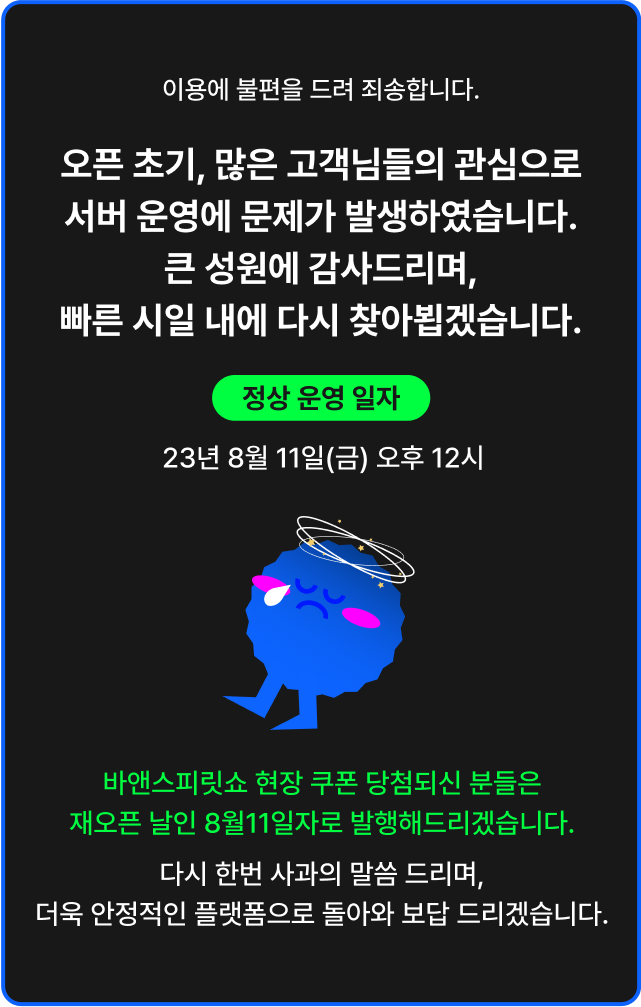 이용에 불편을 드려 죄송합니다.
오픈 초기, 많은 고객님들의 관심으로
서버 운영에 문제가 발생하였습니다.
큰 성원에 감사드리며,
빠른 시일 내에 다시 찾아뵙겠습니다.
정상 운영 일자
23년 8월 11일(금) 오후 12시
바앤스피릿쇼 현장 쿠폰 당첨되신 분들은
재오픈 날인 8월11일자로 발행해드리겠습니다.
다시 한번 사과의 말씀 드리며,
더욱 안정적인 플랫폼으로 돌아와 보답 드리겠습니다.